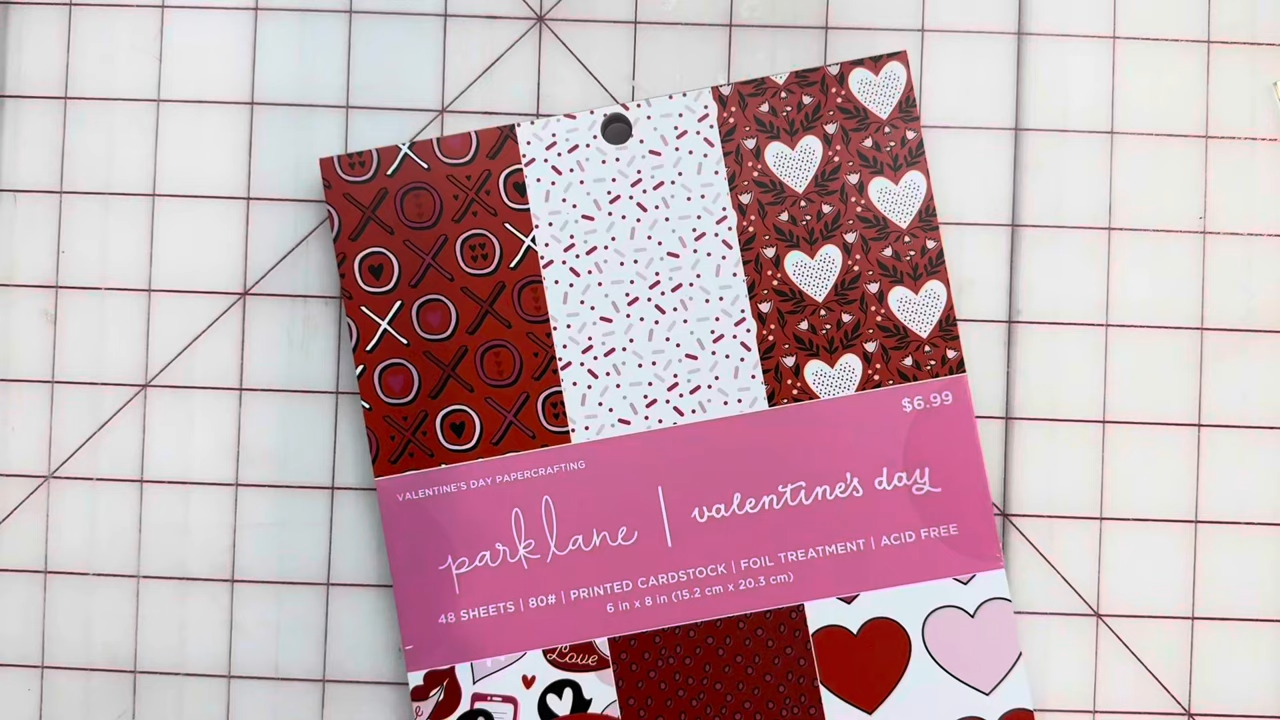 $6.99
VALENTINE'S DAY PAPERCRAFTING
park lane | valentine's day
48 SHEETS | 80# | PRINTED CARDSTOCK | FOIL TREATMENT | ACID FREE
6 in x 8 in (15.2 cm x 20.3 cm)
Love